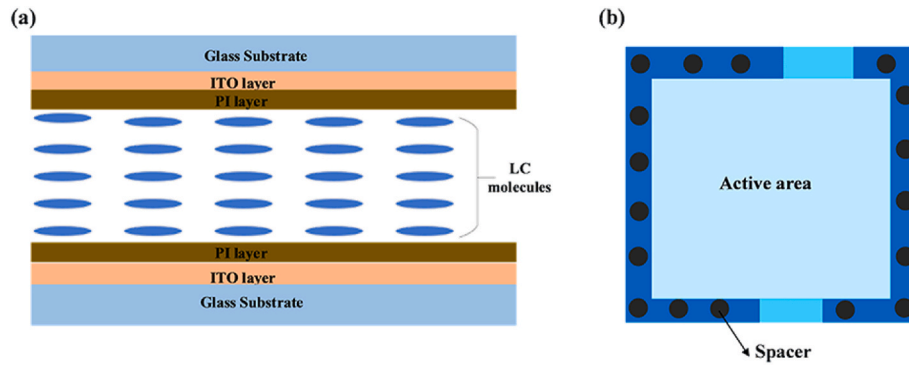 (a)
Glass Substrate
ITO layer
PI layer
LC
molecules
PI layer
ITO layer
Glass Substrate
(b)
Active area
Spacer